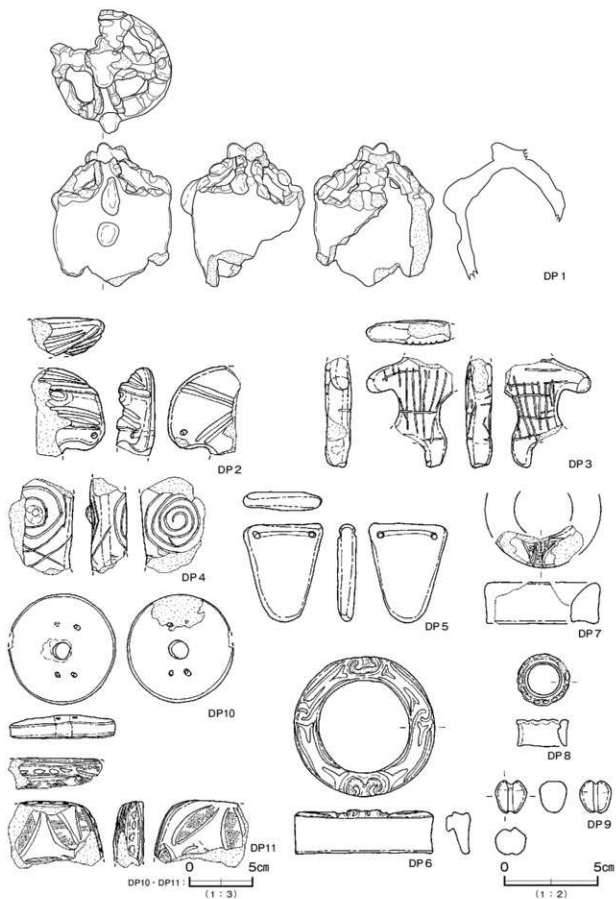 DP1
DP2
DP3
DP4
DP5
DP7
DP10
DP8
DP9
DP11
DP6
DP10・DP11:
0 5cm
(1:3)
0 5cm
(1:2)